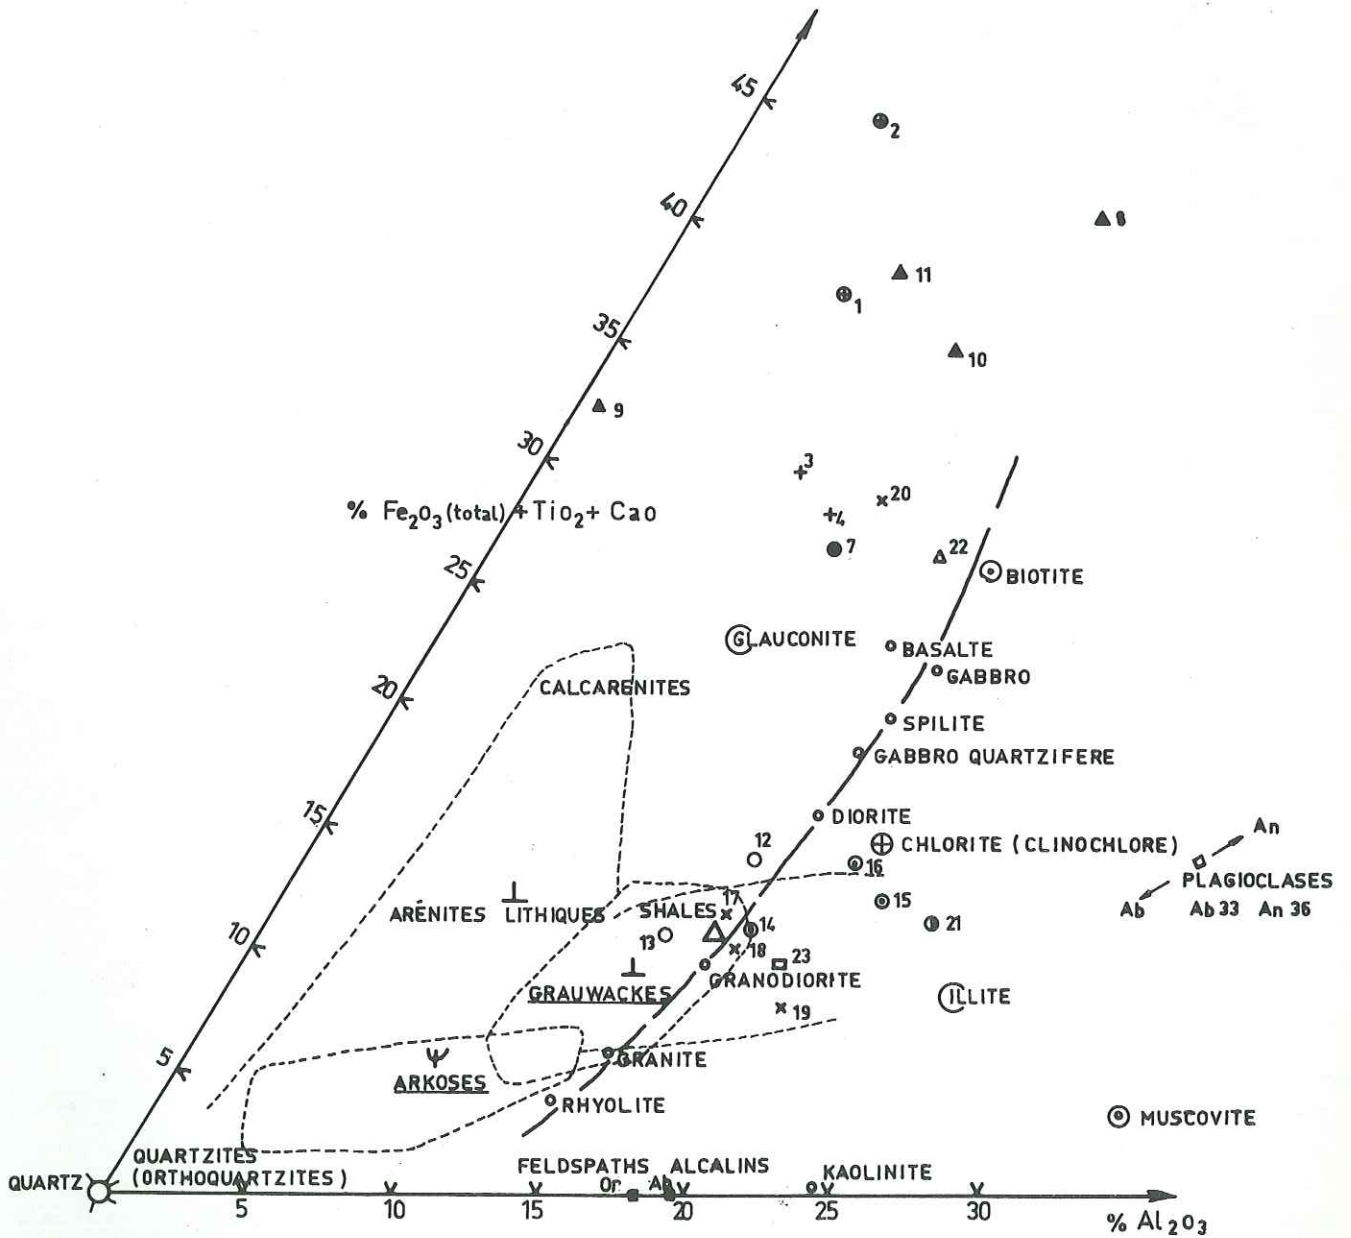 45
2
40
8
11
1
35
10
9
30
3
20
% Fe₂O₃ (total) + Tio₂ + Cao
4
7
22
25
BIOTITE
GLAUCONITE
BASALTE
GABBRO
20
CALCARENITES
SPILITE
GABBRO QUARTZIFERE
15
DIORITE
An
12
CHLORITE (CLINOCHLORE)
16
PLAGIOCLASES
17
15
Ab Ab 33 An 36
ARÉNITES LITHIQUES
SHALES
14
21
10
13
18
23
GRANODIORITE
GRAUWACKES
ILLITE
19
5
GRANITE
ARKOSES
RHYOLITE
MUSCOVITE
QUARTZITES
(ORTHOQUARTZITES)
QUARTZ
FELDSPATHS ALCALINS
Or Ab
KAOLINITE
5 10 15 20 25 30
% Al₂O₃